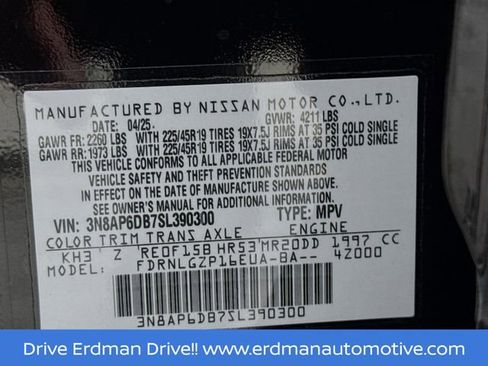 MANUFACTURED BY NISSAN MOTOR CO.,LTD.
DATE: 04/25. GVWR: 4211 LBS
GAWR FR: 2260 LBS WITH 225/45R19 TIRES 19X7.5J RIMS AT 35 PSI COLD SINGLE
GAWR RR: 1973 LBS WITH 225/45R19 TIRES 19X7.5J RIMS AT 35 PSI COLD SINGLE
THIS VEHICLE CONFORMS TO ALL APPLICABLE FEDERAL MOTOR
VEHICLE SAFETY AND THEFT PREVENTION STANDARDS
IN EFFECT ON THE DATE OF MANUFACTURE SHOWN ABOVE.
SEE OWNER'S MANUAL FOR ADDITIONAL INFORMATION
VIN: 3N8AP6DB7SL390300 TYPE: MPV
COLOR TRIM TRANS AXLE ENGINE
KH3 Z RE0F15B HR53 MR20DD 1997 CC
MODEL: FDRNLGZP16EUA-BA-- 4Z000
3N8AP6DB7SL390300
Drive Erdman Drive!! www.erdmanautomotive.com